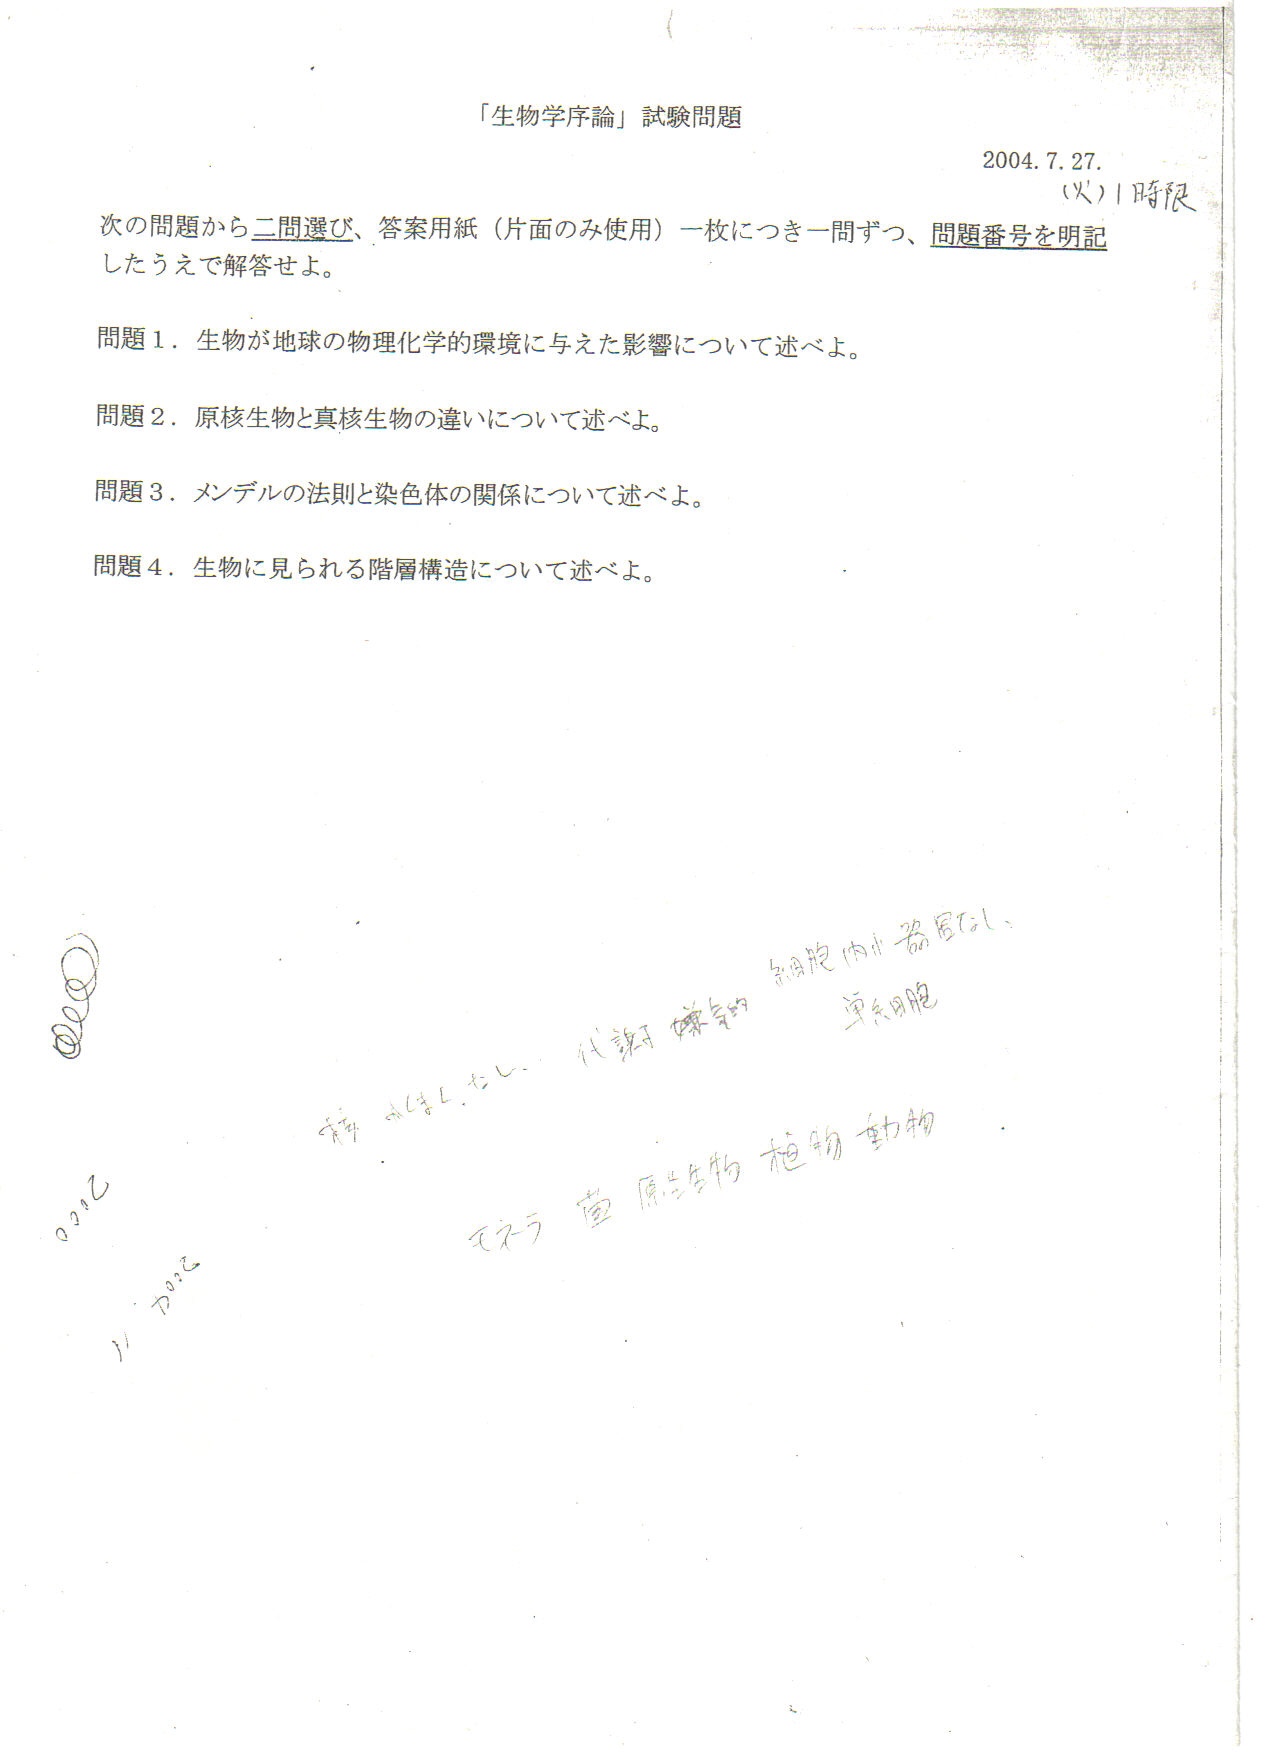 「生物学序論」試験問題
2004.7.27.
(火)1時限
次の問題から二問選び、答案用紙（片面のみ使用）一枚につき一問ずつ、問題番号を明記
したうえで解答せよ。
問題１．生物が地球の物理化学的環境に与えた影響について述べよ。
問題２．原核生物と真核生物の違いについて述べよ。
問題３．メンデルの法則と染色体の関係について述べよ。
問題４．生物に見られる階層構造について述べよ。
核 かくまく、なし、 代謝 嫌気的 細胞内小器官なし、
単細胞
モネラ 菌 原生生物 植物 動物